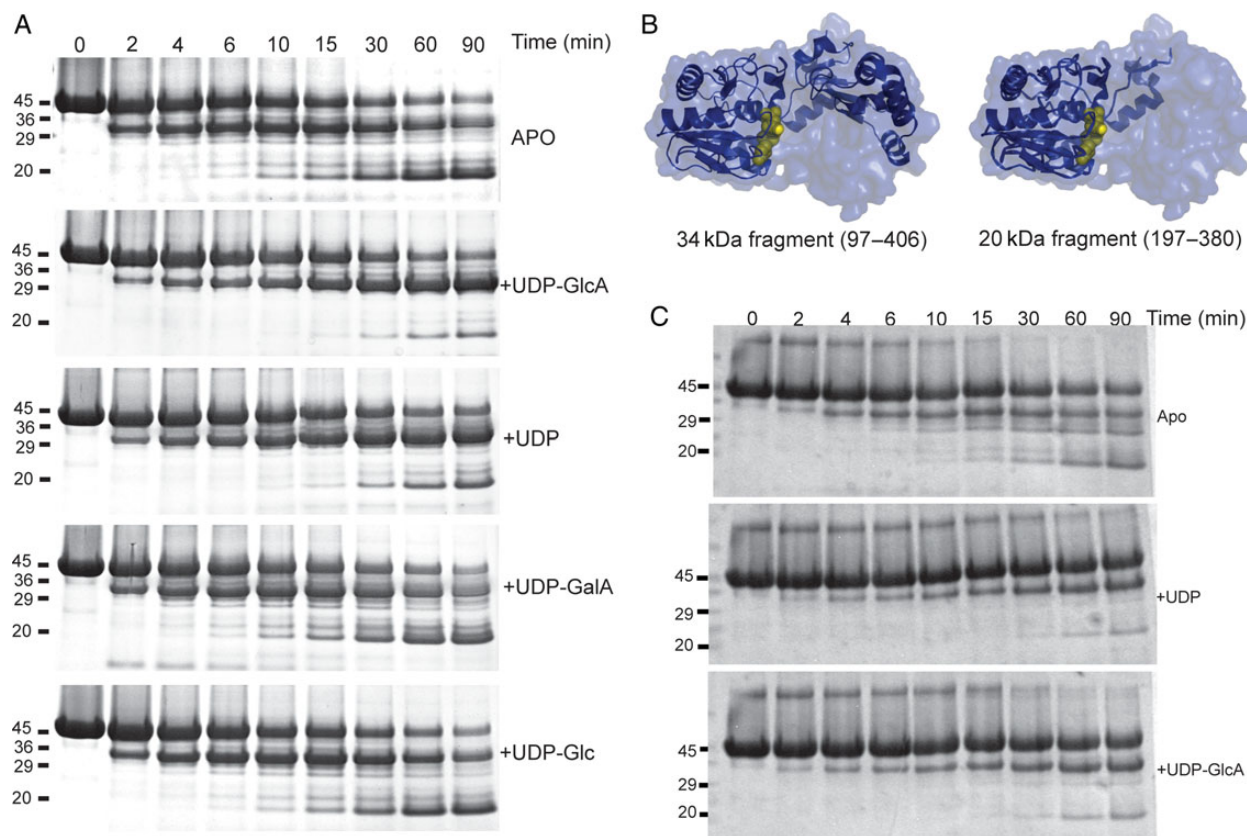 A
0 2 4 6 10 15 30 60 90 Time (min)
45
36
29
20
APO
45
36
29
20
+UDP-GlcA
45
36
29
20
+UDP
45
36
29
20
+UDP-GalA
45
36
29
20
+UDP-Glc
B
34 kDa fragment (97–406)
20 kDa fragment (197–380)
C
0 2 4 6 10 15 30 60 90 Time (min)
45
29
20
Apo
45
29
20
+UDP
45
29
20
+UDP-GlcA